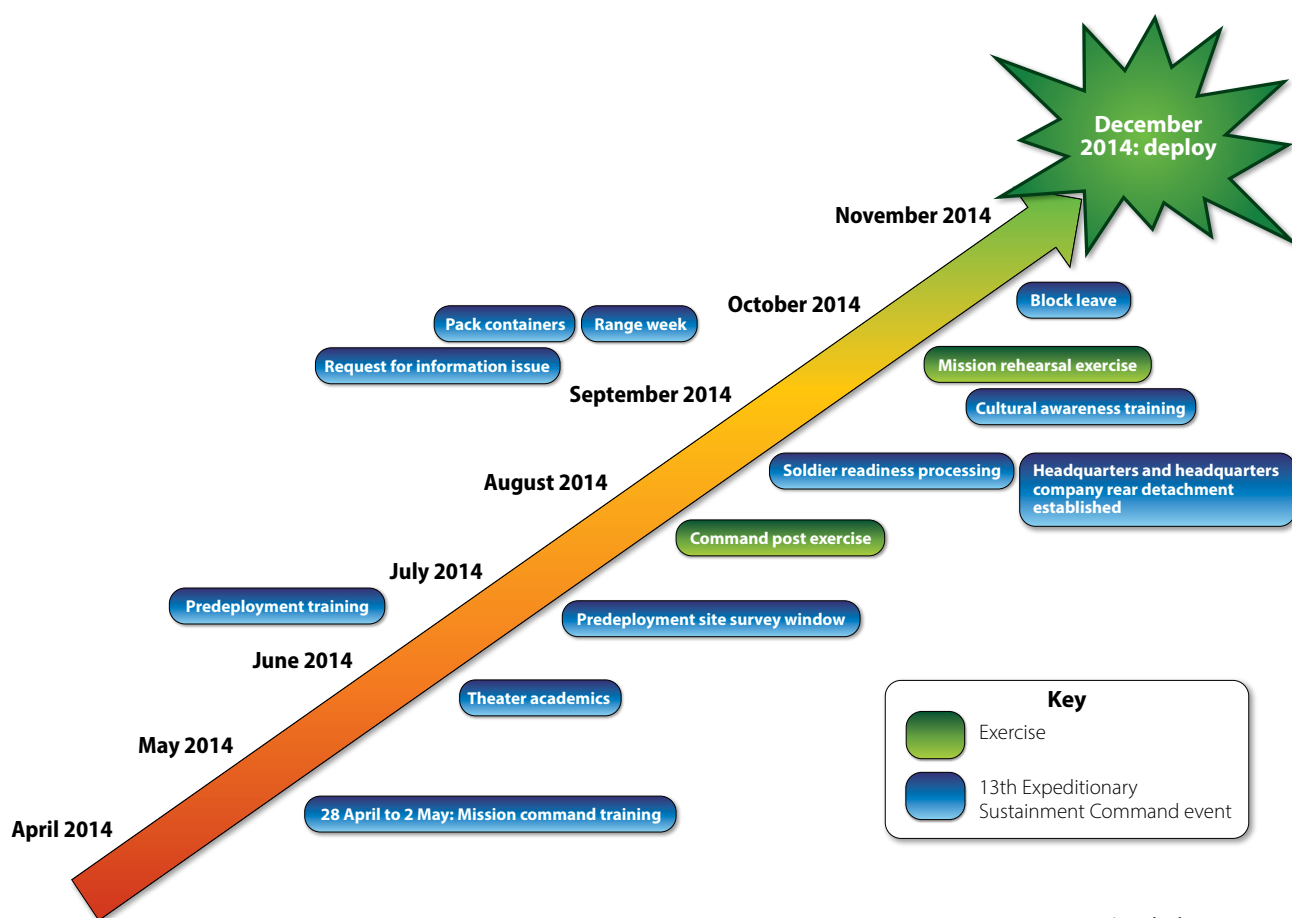 December
2014: deploy
November 2014
Block leave
October 2014
Pack containers
Range week
Request for information issue
Mission rehearsal exercise
September 2014
Cultural awareness training
Soldier readiness processing
Headquarters and headquarters
company rear detachment
established
August 2014
Command post exercise
July 2014
Predeployment training
Predeployment site survey window
June 2014
Theater academics
May 2014
28 April to 2 May: Mission command training
April 2014
Key
Exercise
13th Expeditionary
Sustainment Command event